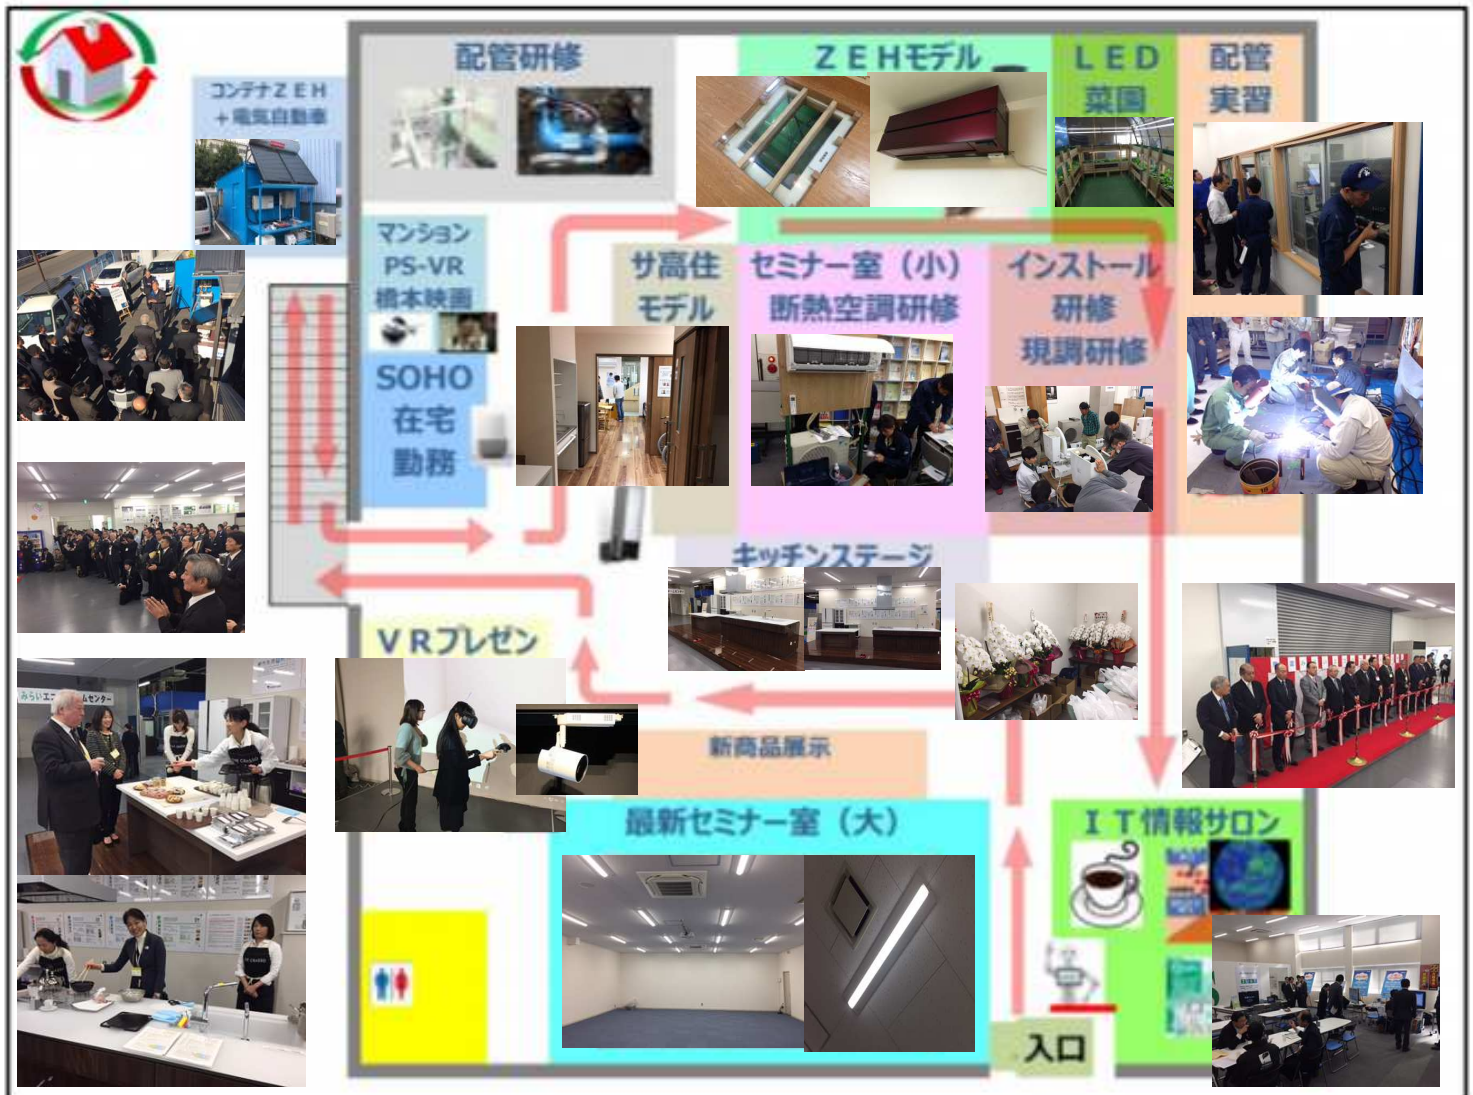 配管研修
ＺＥＨモデル
ＬＥＤ
菜園
配管
実習
コンテナＺＥＨ
＋電気自動車
マンション
PS-VR
橋本映画
サ高住
モデル
セミナー室（小）
断熱空調研修
インストール
研修
現調研修
SOHO
在宅
勤務
キッチンステージ
ＶＲプレゼン
新商品展示
最新セミナー室（大）
ＩＴ情報サロン
入口